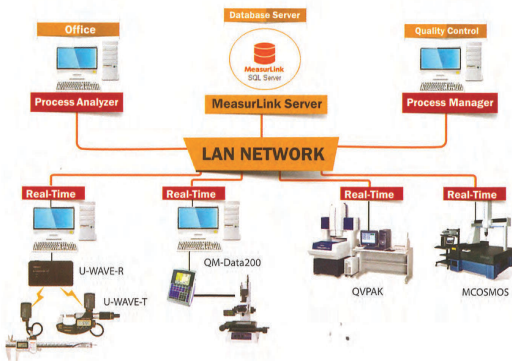 Database Server
Office
Quality Control
MeasurLink
SQL Server
Process Analyzer
MeasurLink Server
Process Manager
LAN NETWORK
Real-Time
Real-Time
Real-Time
Real-Time
U-WAVE-R
QM-Data200
U-WAVE-T
QVPAK
MCOSMOS